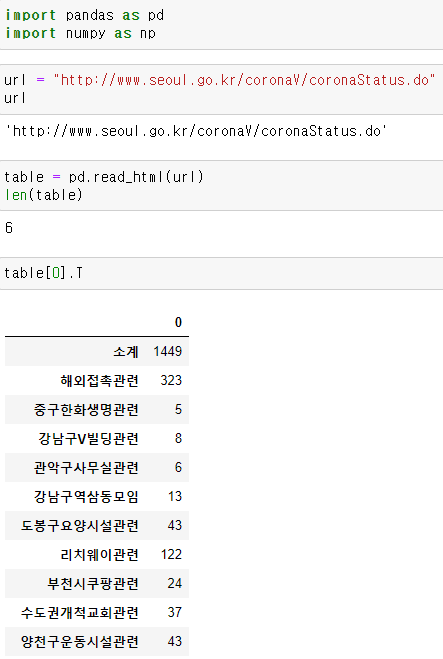 import pandas as pd
import numpy as np
url = "http://www.seoul.go.kr/coronaV/coronaStatus.do"
url
'http://www.seoul.go.kr/coronaV/coronaStatus.do'
table = pd.read_html(url)
len(table)
6
table[0].T
0
소계 1449
해외접촉관련 323
중구한화생명관련 5
강남구V빌딩관련 8
관악구사무실관련 6
강남구역삼동모임 13
도봉구요양시설관련 43
리치웨이관련 122
부천시쿠팡관련 24
수도권개척교회관련 37
양천구운동시설관련 43